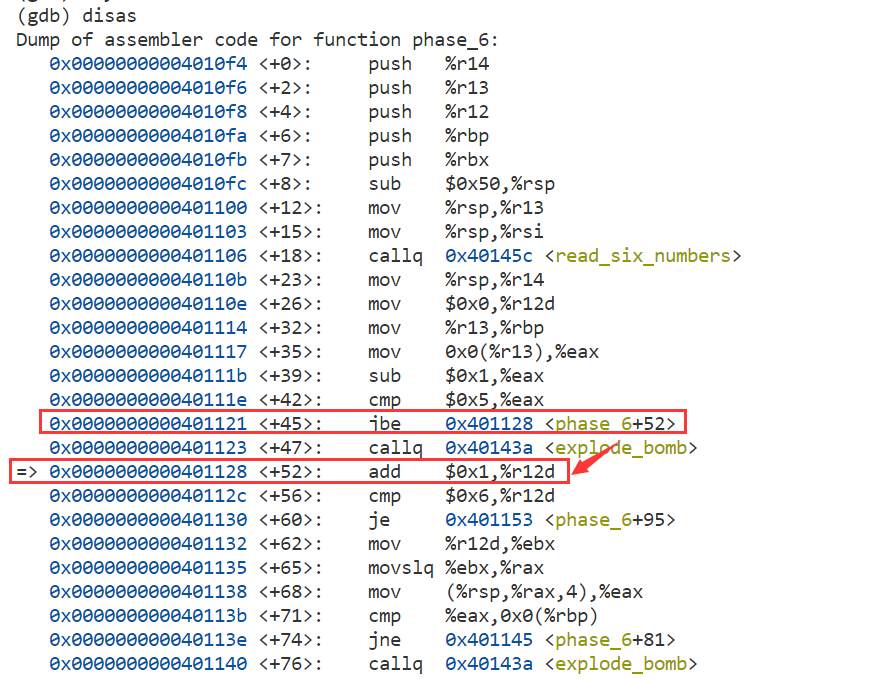 (gdb) disas
Dump of assembler code for function phase_6:
0x00000000004010f4 <+0>: push %r14
0x00000000004010f6 <+2>: push %r13
0x00000000004010f8 <+4>: push %r12
0x00000000004010fa <+6>: push %rbp
0x00000000004010fb <+7>: push %rbx
0x00000000004010fc <+8>: sub $0x50,%rsp
0x0000000000401100 <+12>: mov %rsp,%r13
0x0000000000401103 <+15>: mov %rsp,%rsi
0x0000000000401106 <+18>: callq 0x40145c <read_six_numbers>
0x000000000040110b <+23>: mov %rsp,%r14
0x000000000040110e <+26>: mov $0x0,%r12d
0x0000000000401114 <+32>: mov %r13,%rbp
0x0000000000401117 <+35>: mov 0x0(%r13),%eax
0x000000000040111b <+39>: sub $0x1,%eax
0x000000000040111e <+42>: cmp $0x5,%eax
0x0000000000401121 <+45>: jbe 0x401128 <phase_6+52>
0x0000000000401123 <+47>: callq 0x40143a <explode_bomb>
=> 0x0000000000401128 <+52>: add $0x1,%r12d
0x000000000040112c <+56>: cmp $0x6,%r12d
0x0000000000401130 <+60>: je 0x401153 <phase_6+95>
0x0000000000401132 <+62>: mov %r12d,%ebx
0x0000000000401135 <+65>: movslq %ebx,%rax
0x0000000000401138 <+68>: mov (%rsp,%rax,4),%eax
0x000000000040113b <+71>: cmp %eax,0x0(%rbp)
0x000000000040113e <+74>: jne 0x401145 <phase_6+81>
0x0000000000401140 <+76>: callq 0x40143a <explode_bomb>